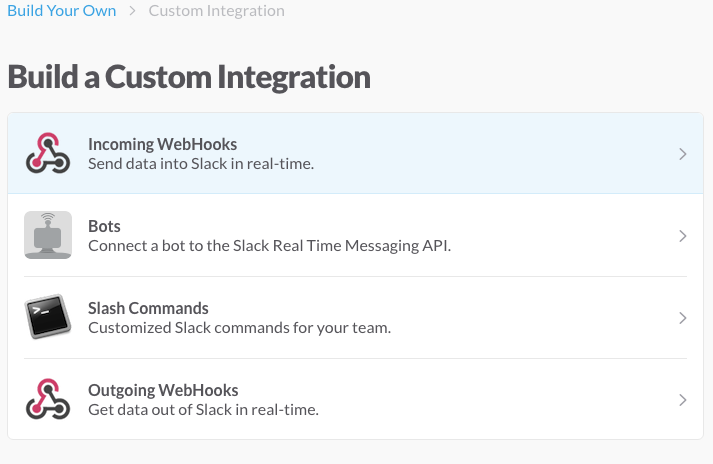 Build Your Own > Custom Integration
Build a Custom Integration
Incoming WebHooks
Send data into Slack in real-time.
Bots
Connect a bot to the Slack Real Time Messaging API.
>_
Slash Commands
Customized Slack commands for your team.
Outgoing WebHooks
Get data out of Slack in real-time.